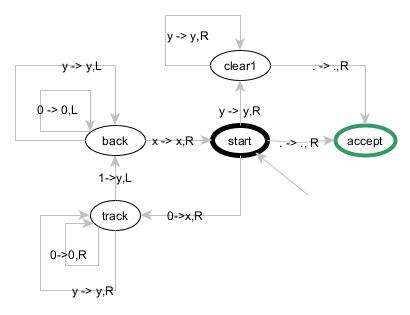 y -> y,R
clear1
. -> .,R
y -> y,L
0 -> 0,L
y -> y,R
back
x -> x,R
start
. -> ., R
accept
1->y,L
track
0->x,R
0->0,R
y -> y,R